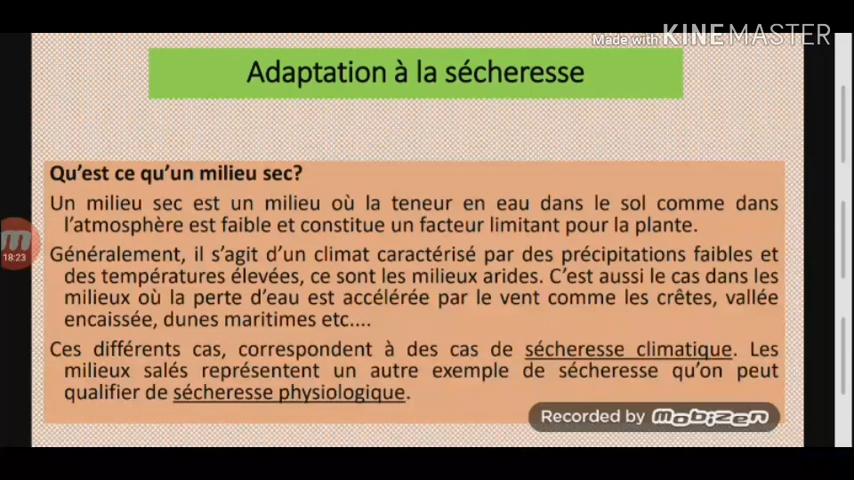 Made with KINEMASTER
Adaptation à la sécheresse
Qu’est ce qu’un milieu sec?
Un milieu sec est un milieu où la teneur en eau dans le sol comme dans
l’atmosphère est faible et constitue un facteur limitant pour la plante.
Généralement, il s’agit d’un climat caractérisé par des précipitations faibles et
des températures élevées, ce sont les milieux arides. C’est aussi le cas dans les
milieux où la perte d’eau est accélérée par le vent comme les crêtes, vallée
encaissée, dunes maritimes etc....
Ces différents cas, correspondent à des cas de sécheresse climatique. Les
milieux salés représentent un autre exemple de sécheresse qu’on peut
qualifier de sécheresse physiologique.
18:23
Recorded by mobizen